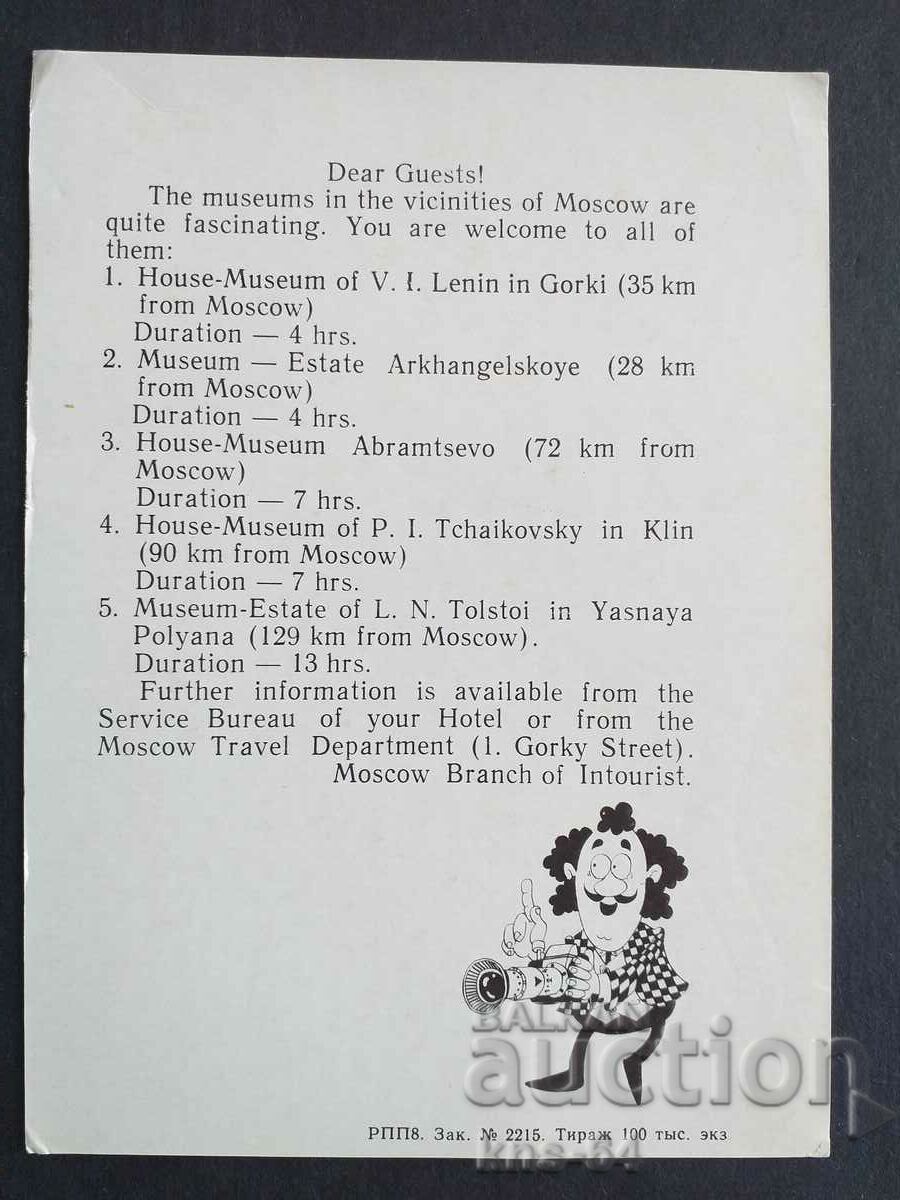 Dear Guests!
The museums in the vicinities of Moscow are
quite fascinating. You are welcome to all of
them:
1. House-Museum of V. I. Lenin in Gorki (35 km
from Moscow)
Duration — 4 hrs.
2. Museum — Estate Arkhangelskoye (28 km
from Moscow)
Duration — 4 hrs.
3. House-Museum Abramtsevo (72 km from
Moscow)
Duration — 7 hrs.
4. House-Museum of P. I. Tchaikovsky in Klin
(90 km from Moscow)
Duration — 7 hrs.
5. Museum-Estate of L. N. Tolstoi in Yasnaya
Polyana (129 km from Moscow).
Duration — 13 hrs.
Further information is available from the
Service Bureau of your Hotel or from the
Moscow Travel Department (1. Gorky Street).
Moscow Branch of Intourist.
BALKAN
auction
РПП8. Зак. № 2215. Тираж 100 тыс. экз
kns-64